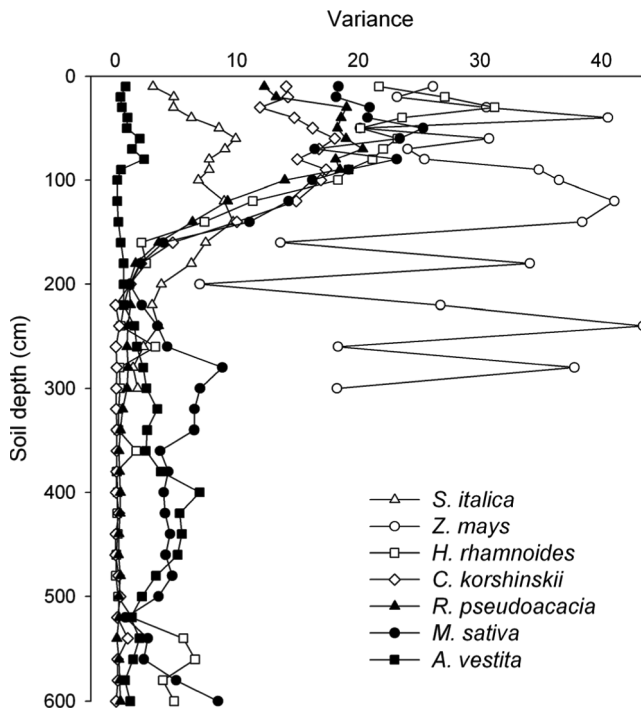 Variance
0 10 20 30 40
0
100
200
300
400
500
600
Soil depth (cm)
S. italica
Z. mays
H. rhamnoides
C. korshinskii
R. pseudoacacia
M. sativa
A. vestita